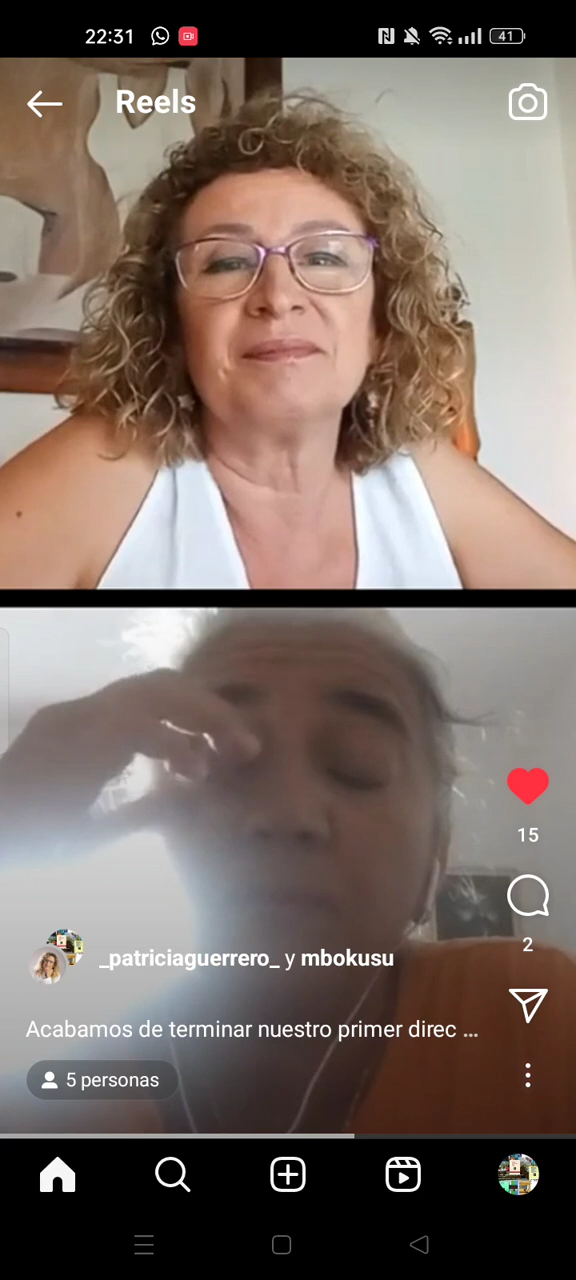 22:31
41
Reels
15
2
_patriciaguerrero_ y mbokusu
Acabamos de terminar nuestro primer direc ...
5 personas